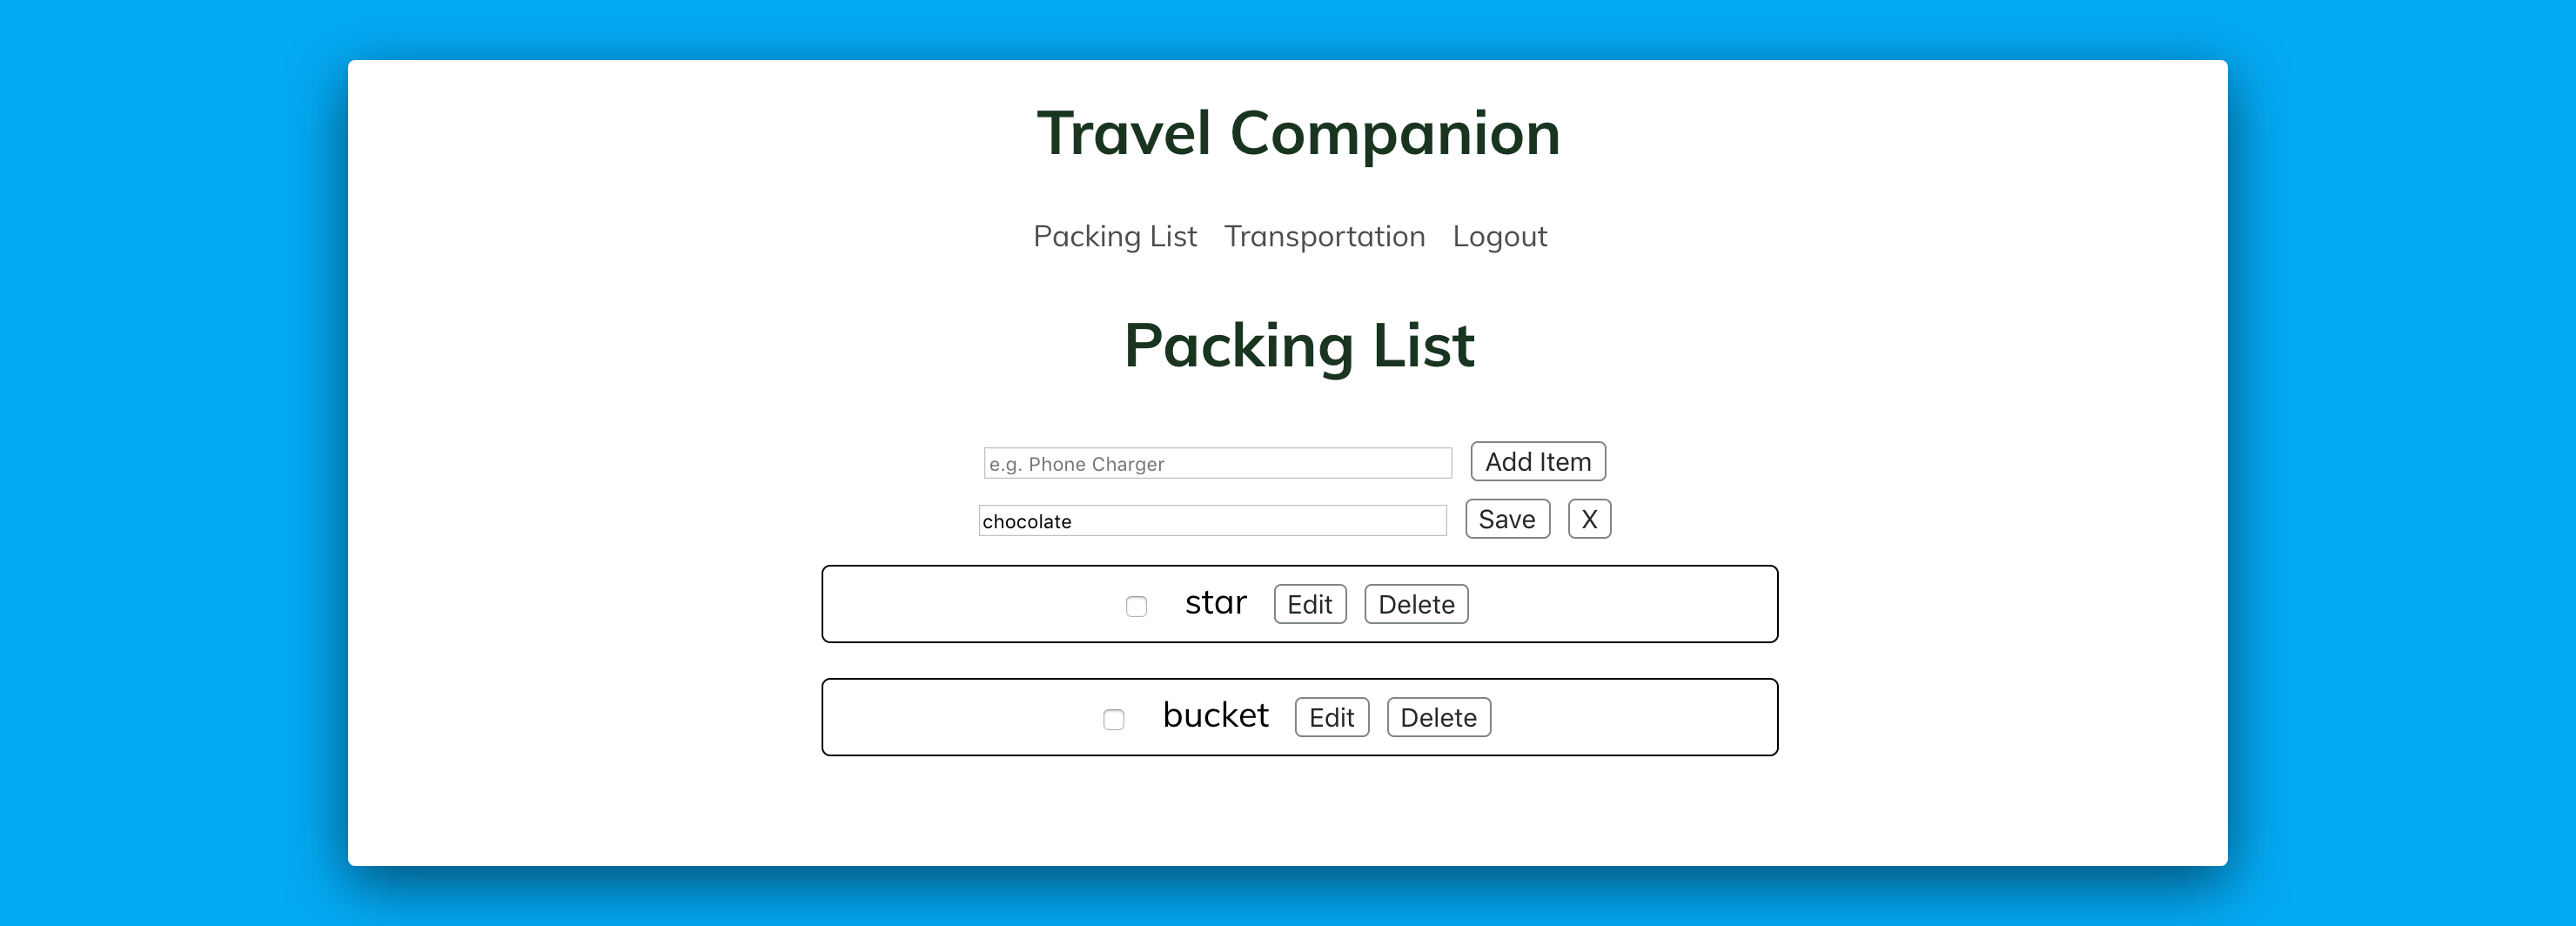 Travel Companion
Packing List Transportation Logout
Packing List
e.g. Phone Charger Add Item
chocolate Save X
star Edit Delete
bucket Edit Delete